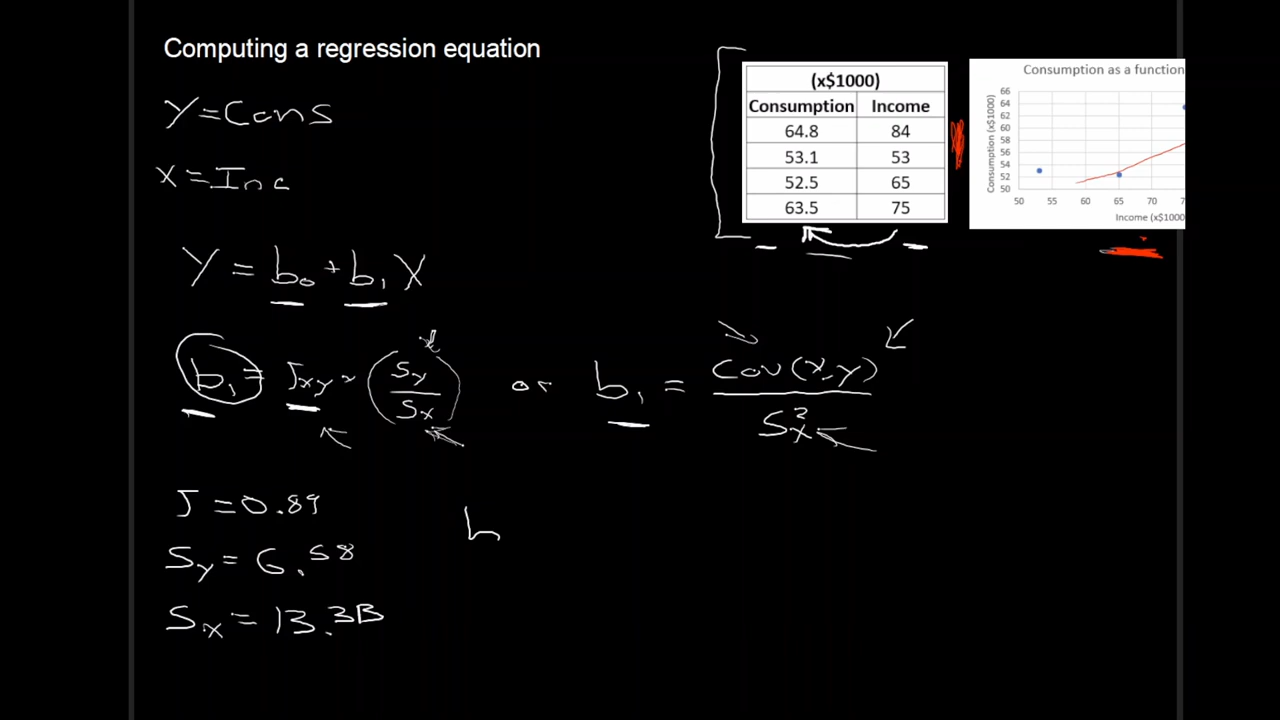 Computing a regression equation
Y = Cons
X = Inc
Y = b₀ + b₁ X
b₁ = rxy × (Sy / Sx) or b₁ = Cov(x,y) / Sx²
r = 0.89
Sy = 6.58
Sx = 13.33
b
(x$1000)
Consumption Income
64.8 84
53.1 53
52.5 65
63.5 75
Consumption as a function
Consumption (x$1000)
66
64
62
60
58
56
54
52
50
50 55 60 65 70
Income (x$1000